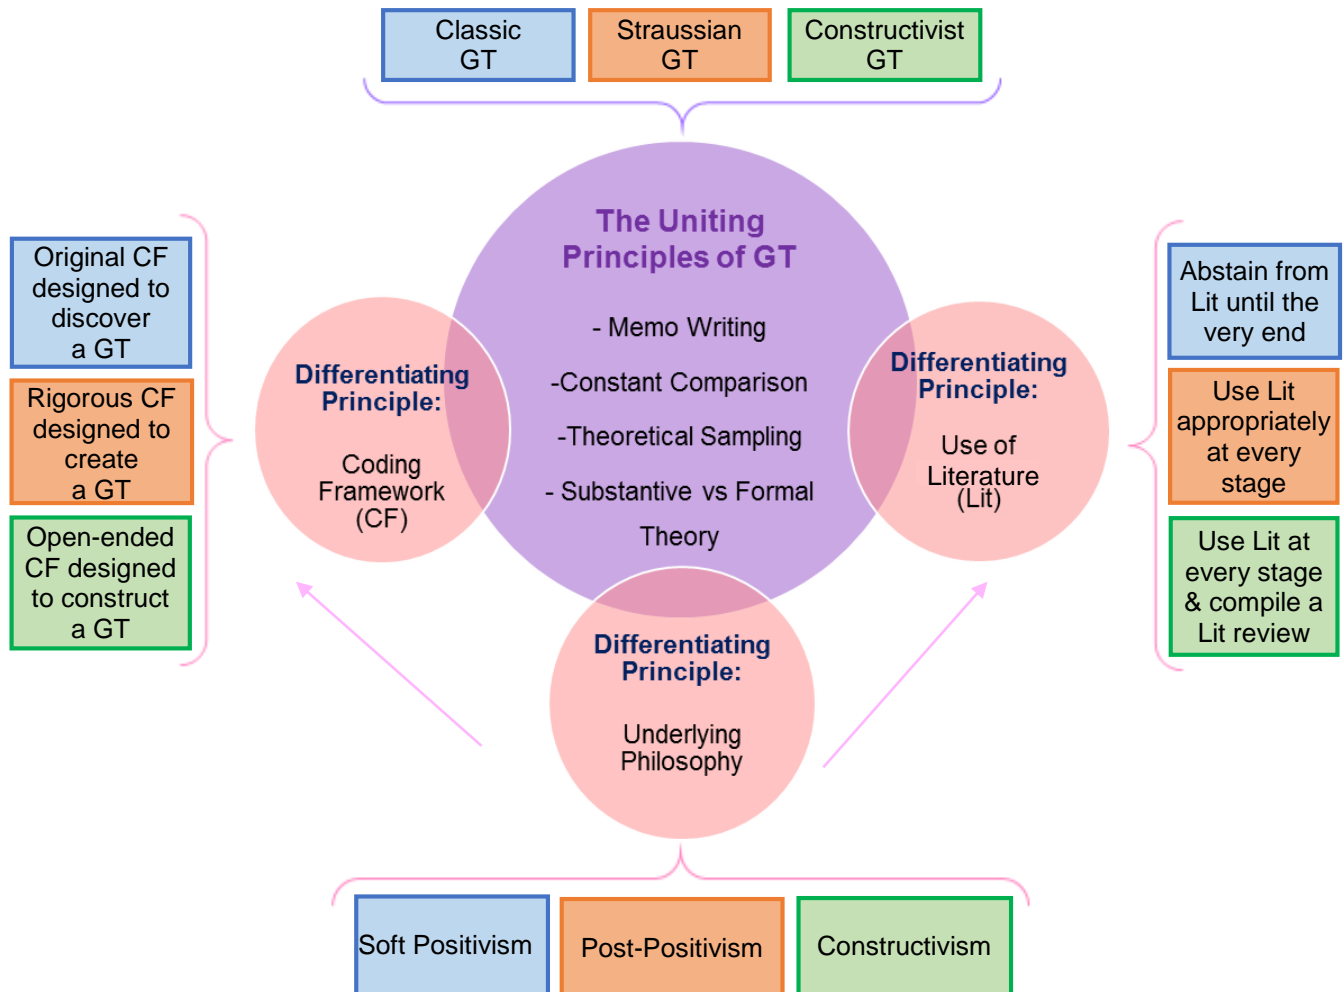 Classic
GT
Straussian
GT
Constructivist
GT
The Uniting
Principles of GT
- Memo Writing
-Constant Comparison
-Theoretical Sampling
- Substantive vs Formal
Theory
Original CF
designed to
discover
a GT
Rigorous CF
designed to
create
a GT
Open-ended
CF designed
to construct
a GT
Differentiating
Principle:
Coding
Framework
(CF)
Differentiating
Principle:
Use of
Literature
(Lit)
Abstain from
Lit until the
very end
Use Lit
appropriately
at every
stage
Use Lit at
every stage
& compile a
Lit review
Differentiating
Principle:
Underlying
Philosophy
Soft Positivism
Post-Positivism
Constructivism